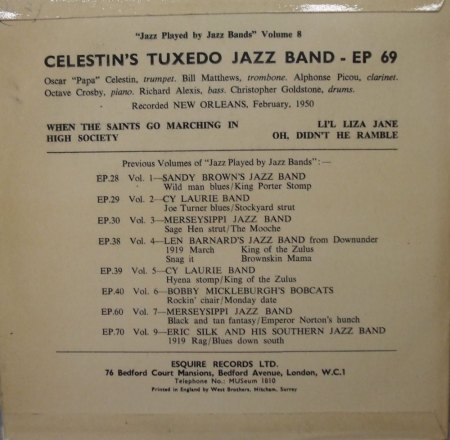 "Jazz Played by Jazz Bands" Volume 8
CELESTIN'S TUXEDO JAZZ BAND - EP 69
Oscar "Papa" Celestin, trumpet. Bill Matthews, trombone. Alphonse Picou, clarinet.
Octave Crosby, piano. Richard Alexis, bass. Christopher Goldstone, drums.
Recorded NEW ORLEANS, February, 1950
WHEN THE SAINTS GO MARCHING IN LI'L LIZA JANE
HIGH SOCIETY OH, DIDN'T HE RAMBLE
Previous Volumes of "Jazz Played by Jazz Bands":—
EP.28 Vol. 1—SANDY BROWN'S JAZZ BAND
Wild man blues/King Porter Stomp
EP.29 Vol. 2—CY LAURIE BAND
Joe Turner blues/Stockyard strut
EP.30 Vol. 3—MERSEYSIPPI JAZZ BAND
Sage Hen strut/The Mooche
EP.38 Vol. 4—LEN BARNARD'S JAZZ BAND from Downunder
1919 March King of the Zulus
Snag it Brownskin Mama
EP.39 Vol. 5—CY LAURIE BAND
Hyena stomp/King of the Zulus
EP.40 Vol. 6—BOBBY MICKLEBURGH'S BOBCATS
Rockin' chair/Monday date
EP.60 Vol. 7—MERSEYSIPPI JAZZ BAND
Black and tan fantasy/Emperor Norton's hunch
EP.70 Vol. 9—ERIC SILK AND HIS SOUTHERN JAZZ BAND
1919 Rag/Blues down south
ESQUIRE RECORDS LTD.
76 Bedford Court Mansions, Bedford Avenue, London, W.C.1
Telephone No.: MUSeum 1810
Printed in England by West Brothers, Mitcham, Surrey